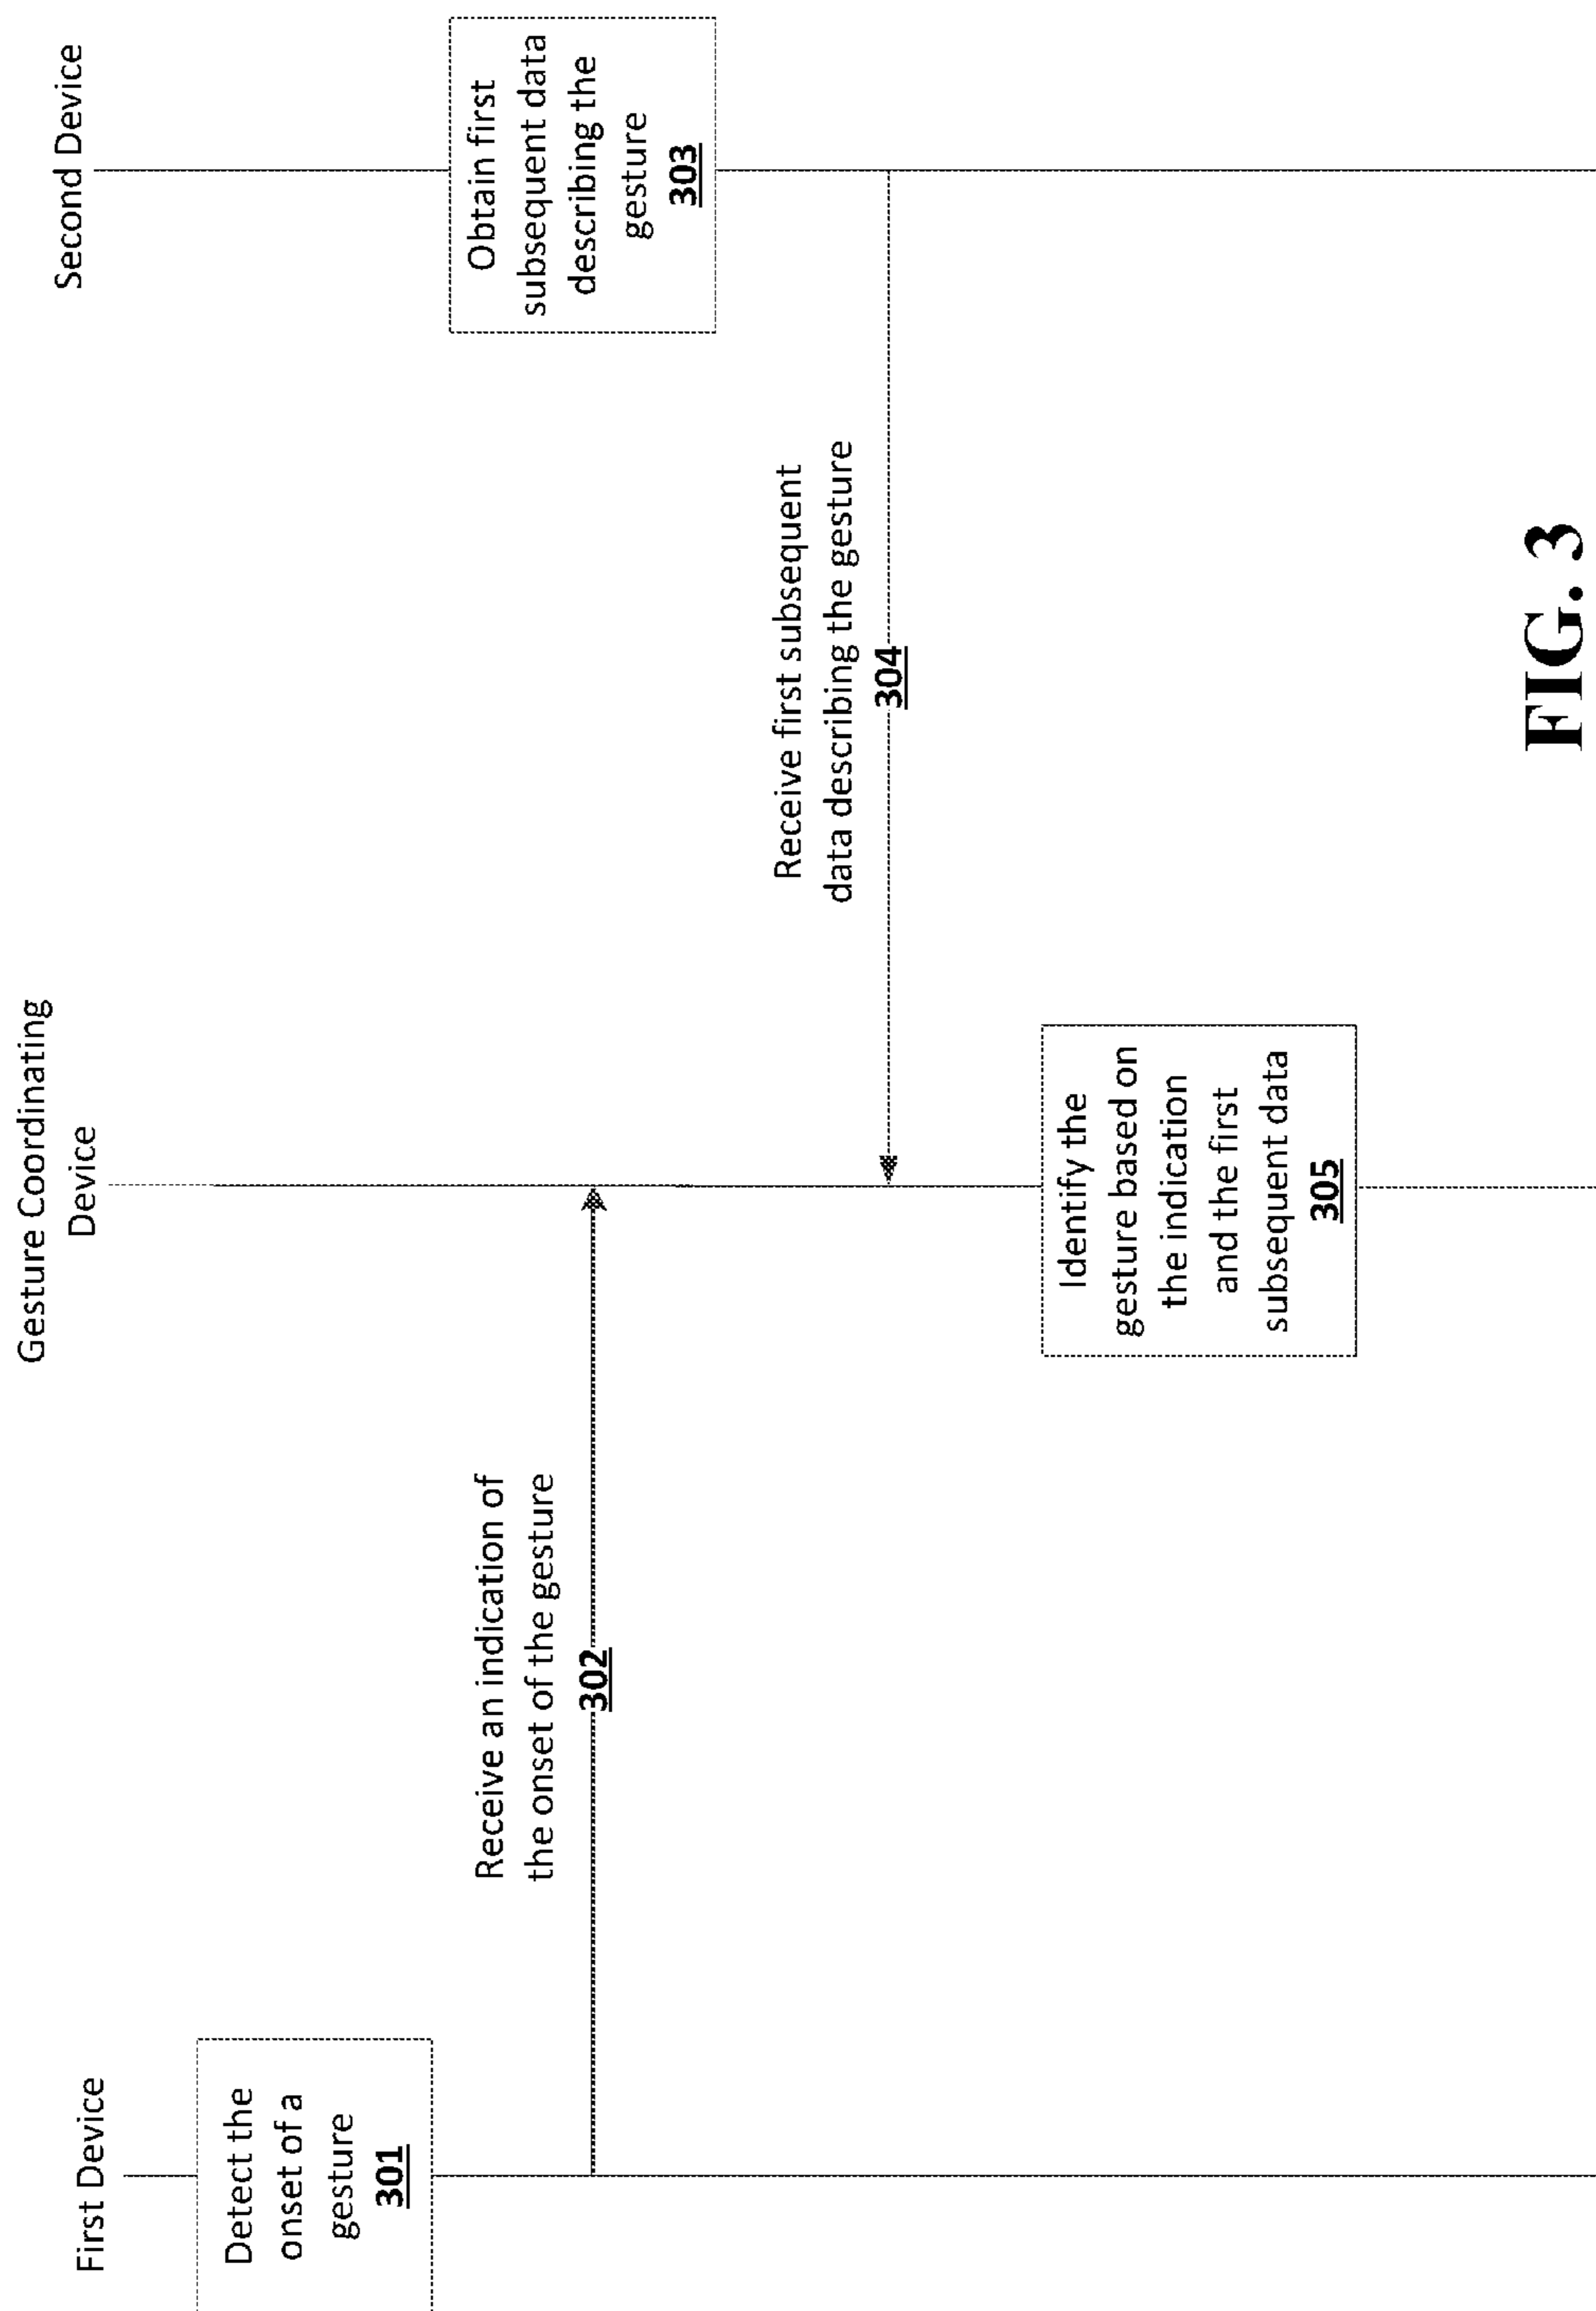 First Device
Gesture Coordinating
Device
Second Device
Detect the
onset of a
gesture
301
Receive an indication of
the onset of the gesture
302
Obtain first
subsequent data
describing the
gesture
303
Receive first subsequent
data describing the gesture
304
Identify the
gesture based on
the indication
and the first
subsequent data
305
FIG. 3